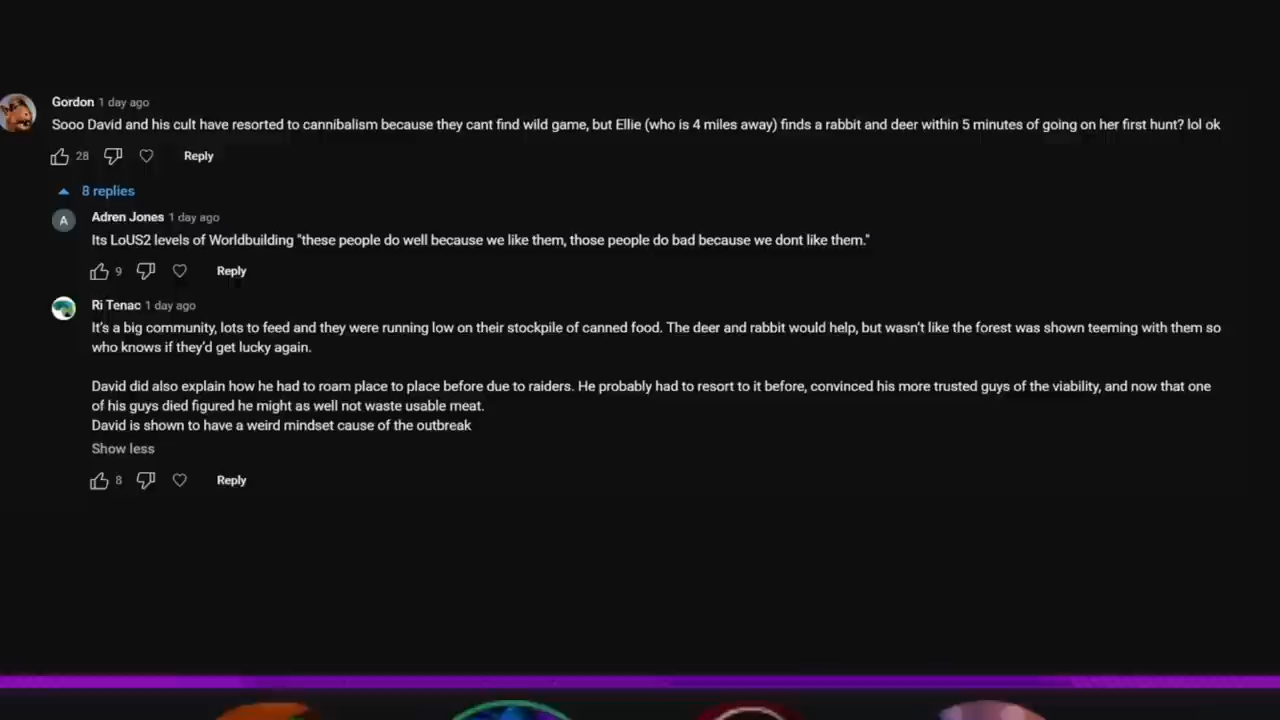 Gordon 1 day ago
Sooo David and his cult have resorted to cannibalism because they cant find wild game, but Ellie (who is 4 miles away) finds a rabbit and deer within 5 minutes of going on her first hunt? lol ok
28 Reply
8 replies
A
Adren Jones 1 day ago
Its LoUS2 levels of Worldbuilding "these people do well because we like them, those people do bad because we dont like them."
9 Reply
Ri Tenac 1 day ago
It's a big community, lots to feed and they were running low on their stockpile of canned food. The deer and rabbit would help, but wasn't like the forest was shown teeming with them so
who knows if they'd get lucky again.
David did also explain how he had to roam place to place before due to raiders. He probably had to resort to it before, convinced his more trusted guys of the viability, and now that one
of his guys died figured he might as well not waste usable meat.
David is shown to have a weird mindset cause of the outbreak
Show less
8 Reply